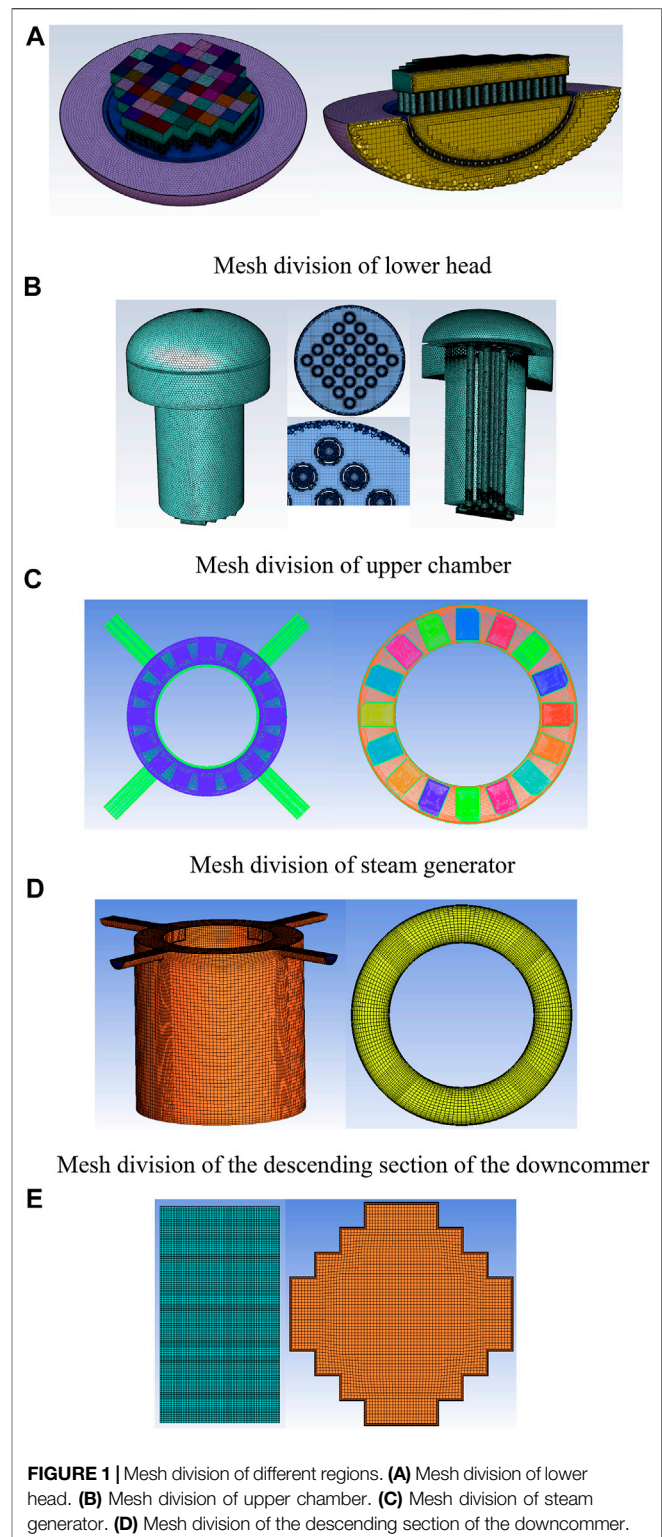 A
Mesh division of lower head
B
Mesh division of upper chamber
C
Mesh division of steam generator
D
Mesh division of the descending section of the downcommer
E
FIGURE 1 | Mesh division of different regions. (A) Mesh division of lower
head. (B) Mesh division of upper chamber. (C) Mesh division of steam
generator. (D) Mesh division of the descending section of the downcommer.